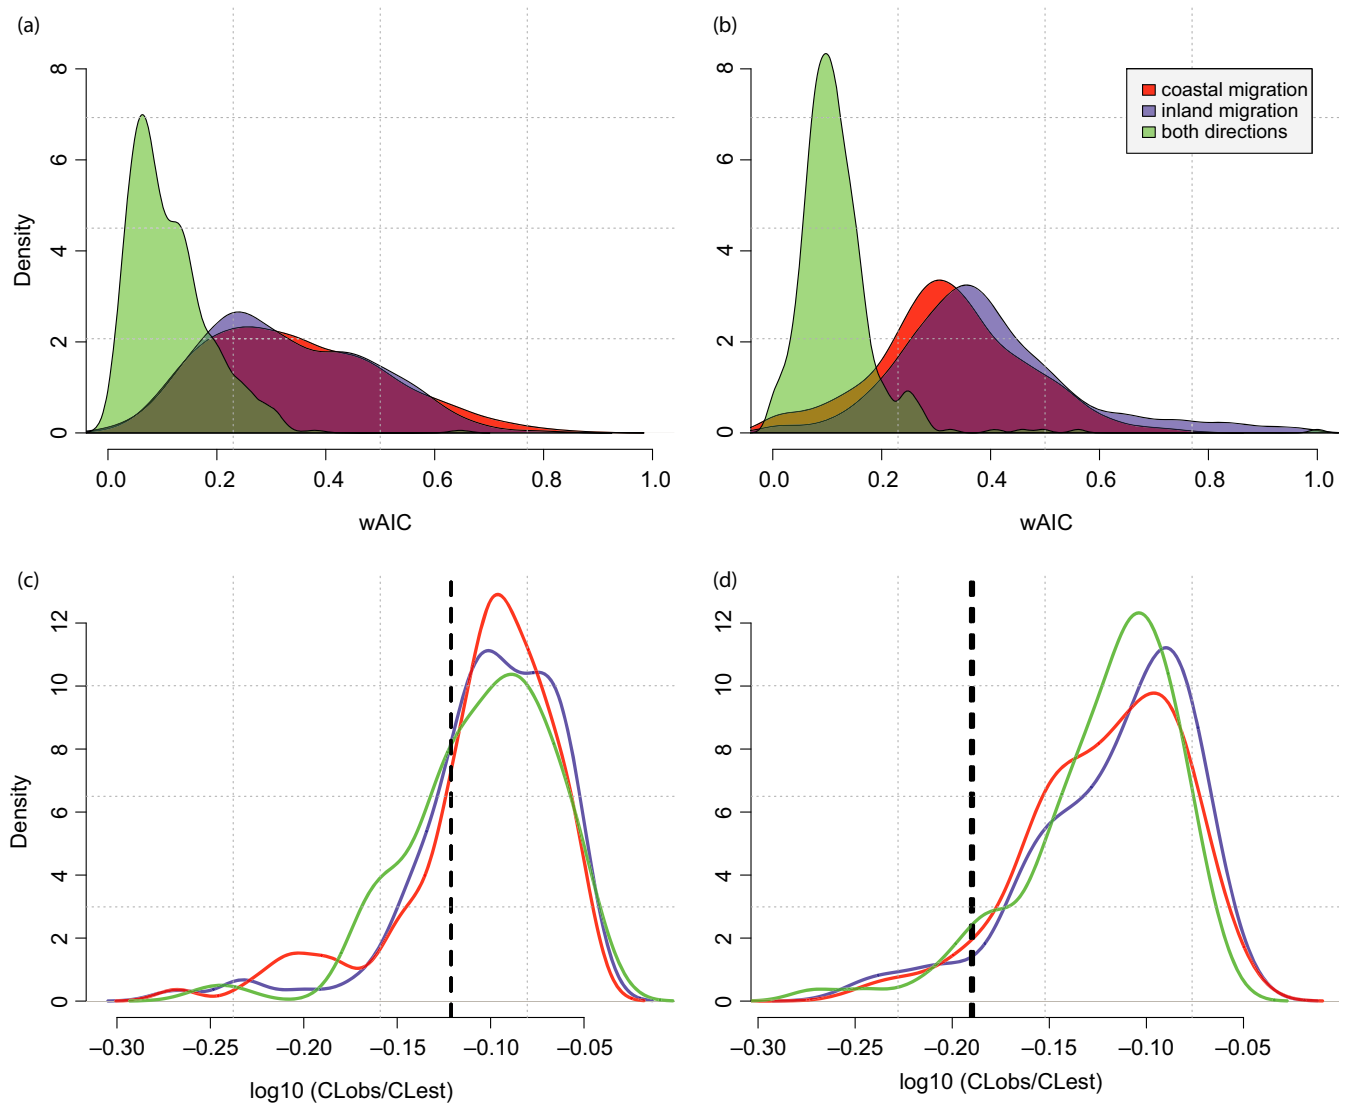 (a)
8
6
4
2
0
Density
0.0 0.2 0.4 0.6 0.8 1.0
wAIC
(b)
8
6
4
2
0
coastal migration
inland migration
both directions
0.0 0.2 0.4 0.6 0.8 1.0
wAIC
(c)
12
10
8
6
4
2
0
Density
–0.30 –0.25 –0.20 –0.15 –0.10 –0.05
log10 (CLobs/CLest)
(d)
12
10
8
6
4
2
0
–0.30 –0.25 –0.20 –0.15 –0.10 –0.05
log10 (CLobs/CLest)